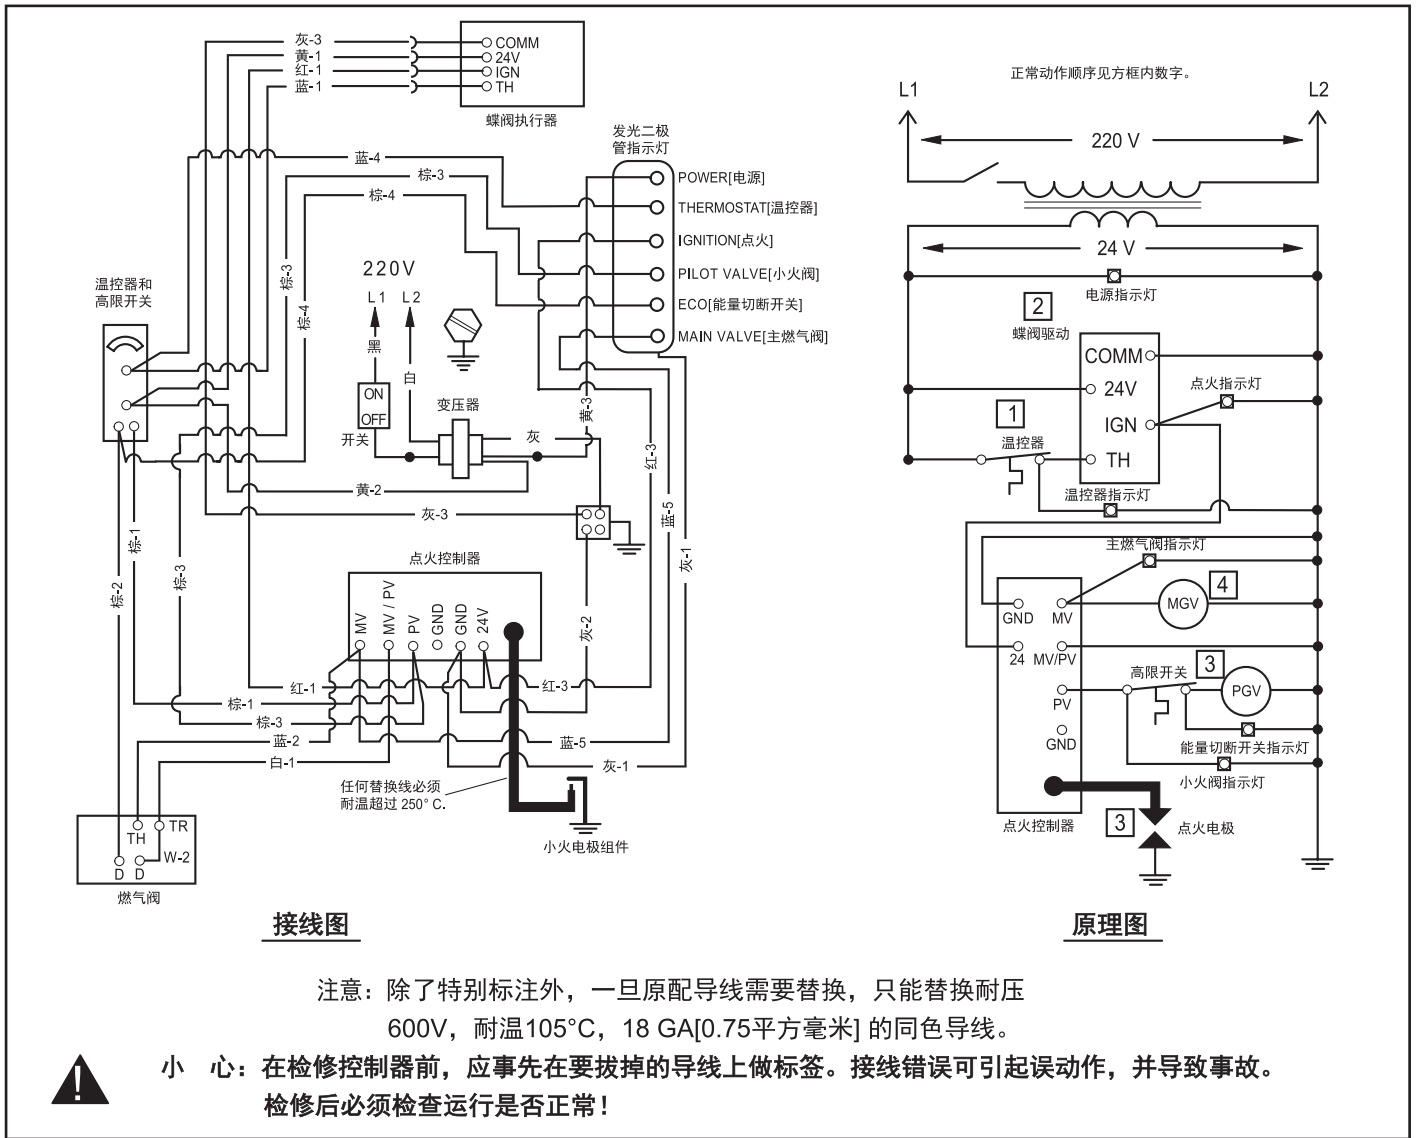 灰-3
黄-1
红-1
蓝-1
COMM
24V
IGN
TH
蝶阀执行器
发光二极
管指示灯
蓝-4
棕-3
棕-4
POWER[电源]
THERMOSTAT[温控器]
IGNITION[点火]
PILOT VALVE[小火阀]
ECO[能量切断开关]
MAIN VALVE[主燃气阀]
温控器和
高限开关
棕-3
棕-4
220V
L1 L2
黑
白
ON
OFF
开关
变压器
灰
黄-3
红-3
黄-2
灰-3
蓝-5
灰-1
棕-1
棕-2
棕-3
点火控制器
MV
MV / PV
PV
GND
GND
24V
灰-2
红-1
红-3
棕-1
棕-3
蓝-2
蓝-5
白-1
灰-1
任何替换线必须
耐温超过 250° C.
小火电极组件
TH
TR
W-2
D D
燃气阀
接线图
正常动作顺序见方框内数字。
L1
L2
220 V
24 V
电源指示灯
2
蝶阀驱动
COMM
24V
IGN
TH
点火指示灯
1
温控器
温控器指示灯
主燃气阀指示灯
GND
MV
MGV
4
24
MV/PV
高限开关
3
PV
PGV
GND
能量切断开关指示灯
小火阀指示灯
3
点火控制器
点火电极
原理图
注意：除了特别标注外，一旦原配导线需要替换，只能替换耐压
600V，耐温105°C，18 GA[0.75平方毫米] 的同色导线。
小 心：在检修控制器前，应事先在要拔掉的导线上做标签。接线错误可引起误动作，并导致事故。
检修后必须检查运行是否正常！